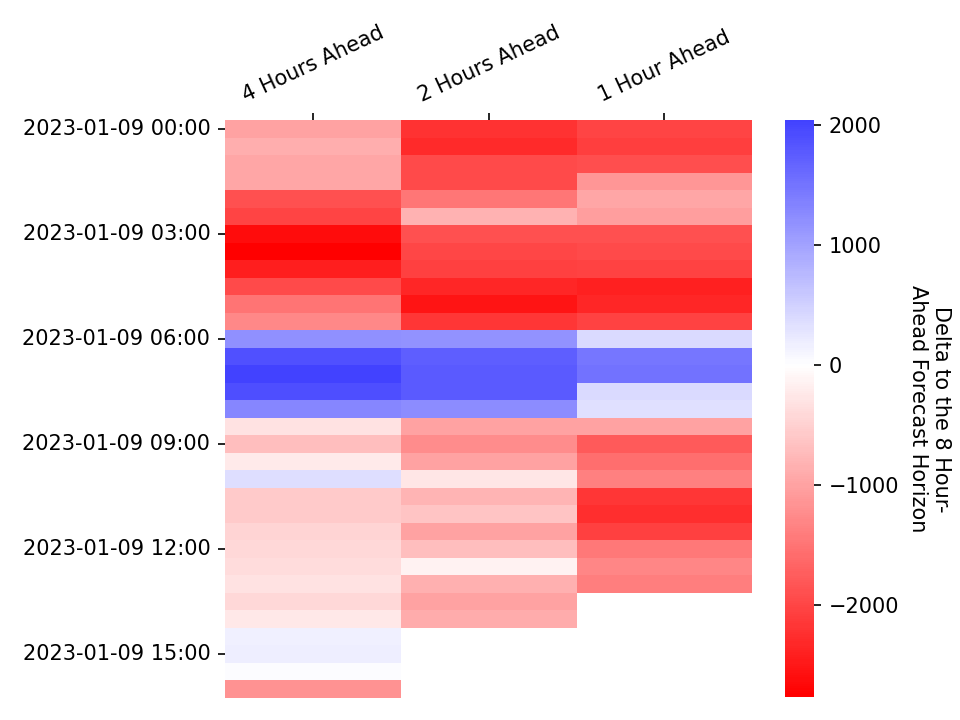 4 Hours Ahead
2 Hours Ahead
1 Hour Ahead
2023-01-09 00:00
2023-01-09 03:00
2023-01-09 06:00
2023-01-09 09:00
2023-01-09 12:00
2023-01-09 15:00
2000
1000
0
−1000
−2000
Delta to the 8 Hour-
Ahead Forecast Horizon